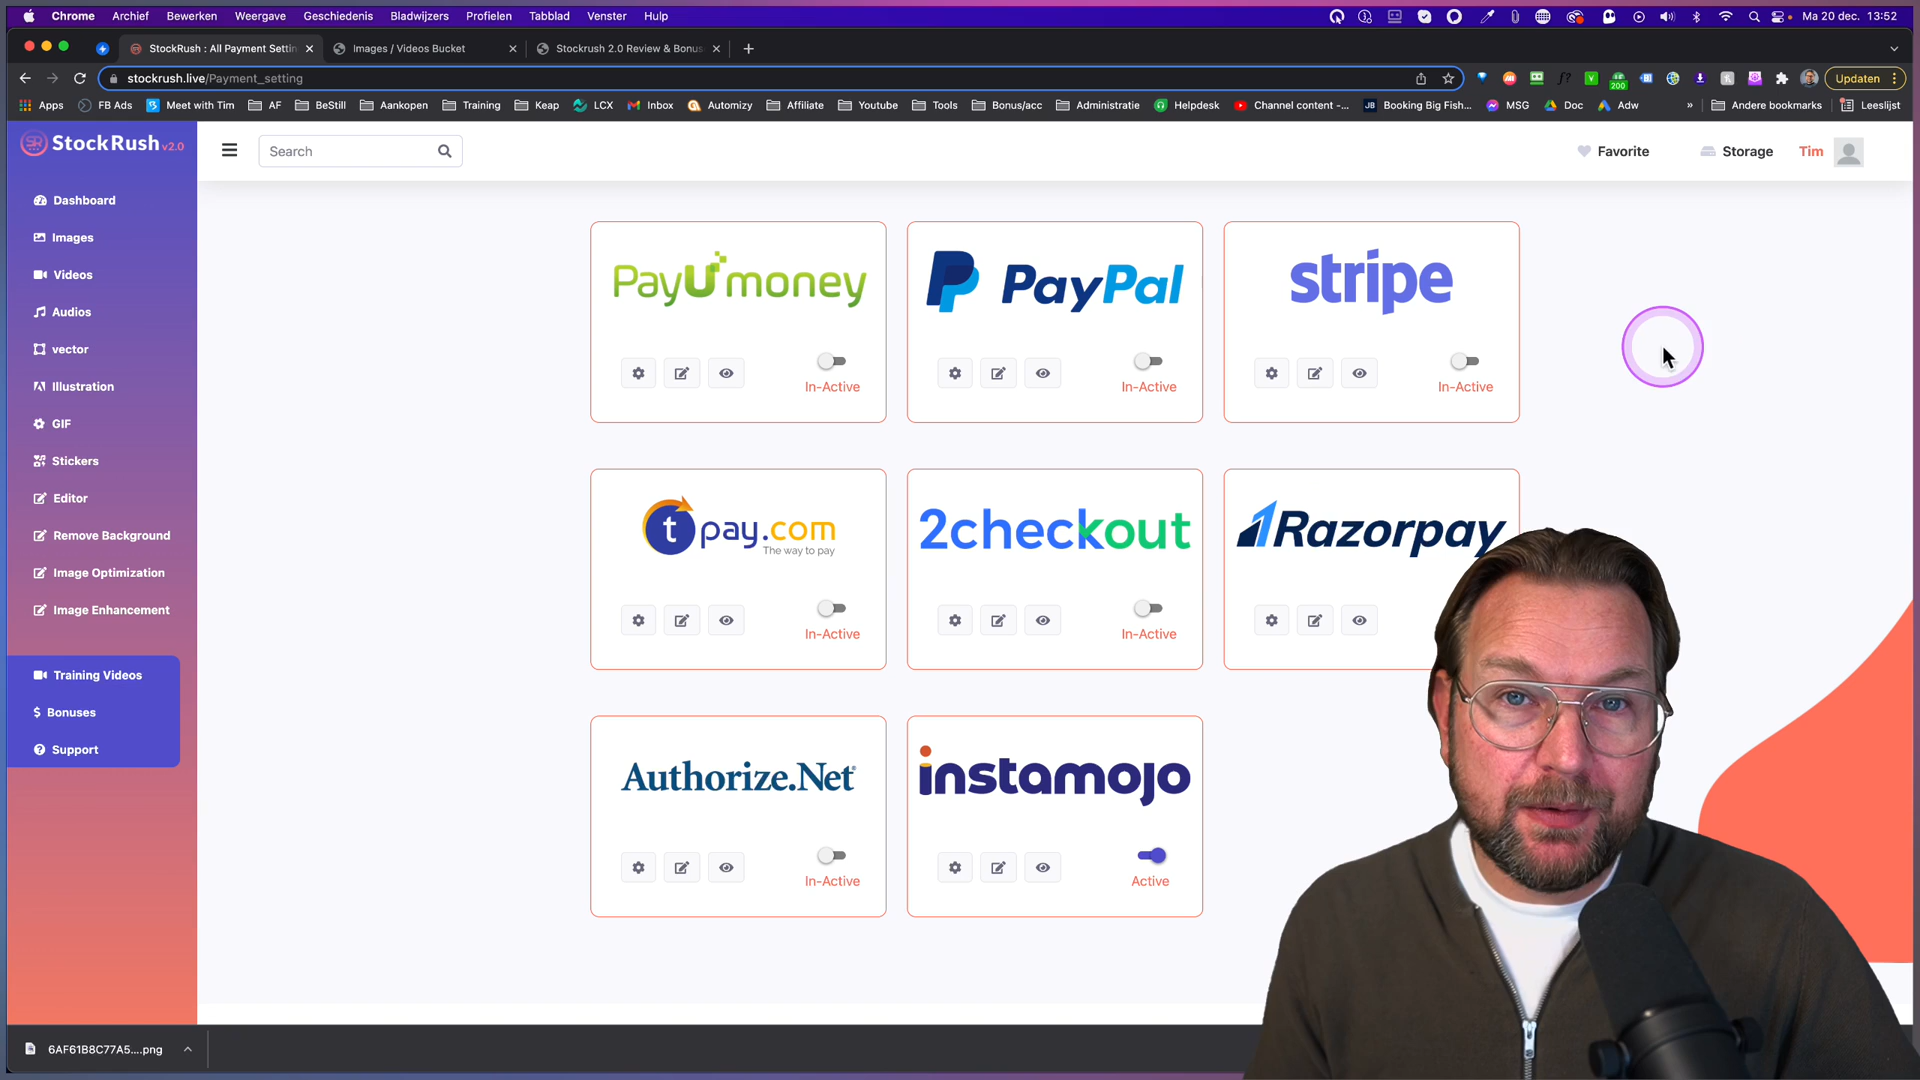 Chrome Archief Bewerken Weergave Geschiedenis Bladwijzers Profielen Tabblad Venster Hulp Ma 20 dec. 13:52
StockRush : All Payment Settin Images / Videos Bucket Stockrush 2.0 Review & Bonus
stockrush.live/Payment_setting Updaten
Apps FB Ads Meet with Tim AF BeStill Aankopen Training Keap LCX Inbox Automizy Affiliate Youtube Tools Bonus/acc Administratie Helpdesk Channel content -... Booking Big Fish... MSG Doc Adw » Andere bookmarks Leeslijst
StockRush v2.0
Search
Favorite
Storage
Tim
Dashboard
Images
Videos
Audios
vector
Illustration
GIF
Stickers
Editor
Remove Background
Image Optimization
Image Enhancement
Training Videos
Bonuses
Support
PayUmoney
In-Active
PayPal
In-Active
stripe
In-Active
tpay.com
The way to pay
In-Active
2checkout
In-Active
Razorpay
Authorize.Net
In-Active
instamojo
Active
6AF61B8C77A5....png